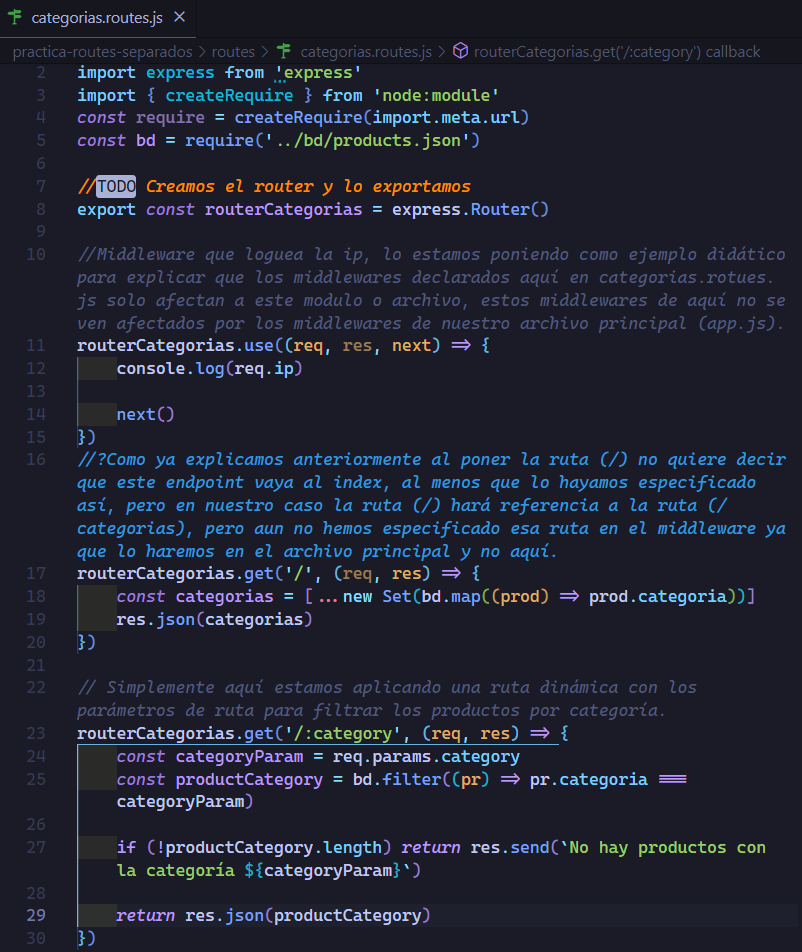 categorias.routes.js ×
practica-routes-separados > routes > categorias.routes.js > routerCategorias.get('/:category') callback
2 import express from 'express'
3 import { createRequire } from 'node:module'
4 const require = createRequire(import.meta.url)
5 const bd = require('../bd/products.json')
6
7 //TODO Creamos el router y lo exportamos
8 export const routerCategorias = express.Router()
9
10 //Middleware que loguea la ip, lo estamos poniendo como ejemplo didático
para explicar que los middlewares declarados aquí en categorias.rotues.
js solo afectan a este modulo o archivo, estos middlewares de aquí no se
ven afectados por los middlewares de nuestro archivo principal (app.js).
11 routerCategorias.use((req, res, next) => {
12 console.log(req.ip)
13
14 next()
15 })
16 //?Como ya explicamos anteriormente al poner la ruta (/) no quiere decir
que este endpoint vaya al index, al menos que lo hayamos especificado
así, pero en nuestro caso la ruta (/) hará referencia a la ruta (/
categorias), pero aun no hemos especificado esa ruta en el middleware ya
que lo haremos en el archivo principal y no aquí.
17 routerCategorias.get('/', (req, res) => {
18 const categorias = [...new Set(bd.map((prod) => prod.categoria))]
19 res.json(categorias)
20 })
21
22 // Simplemente aquí estamos aplicando una ruta dinámica con los
parámetros de ruta para filtrar los productos por categoría.
23 routerCategorias.get('/:category', (req, res) => {
24 const categoryParam = req.params.category
25 const productCategory = bd.filter((pr) => pr.categoria ===
categoryParam)
26
27 if (!productCategory.length) return res.send(`No hay productos con
la categoría ${categoryParam}`)
28
29 return res.json(productCategory)
30 })